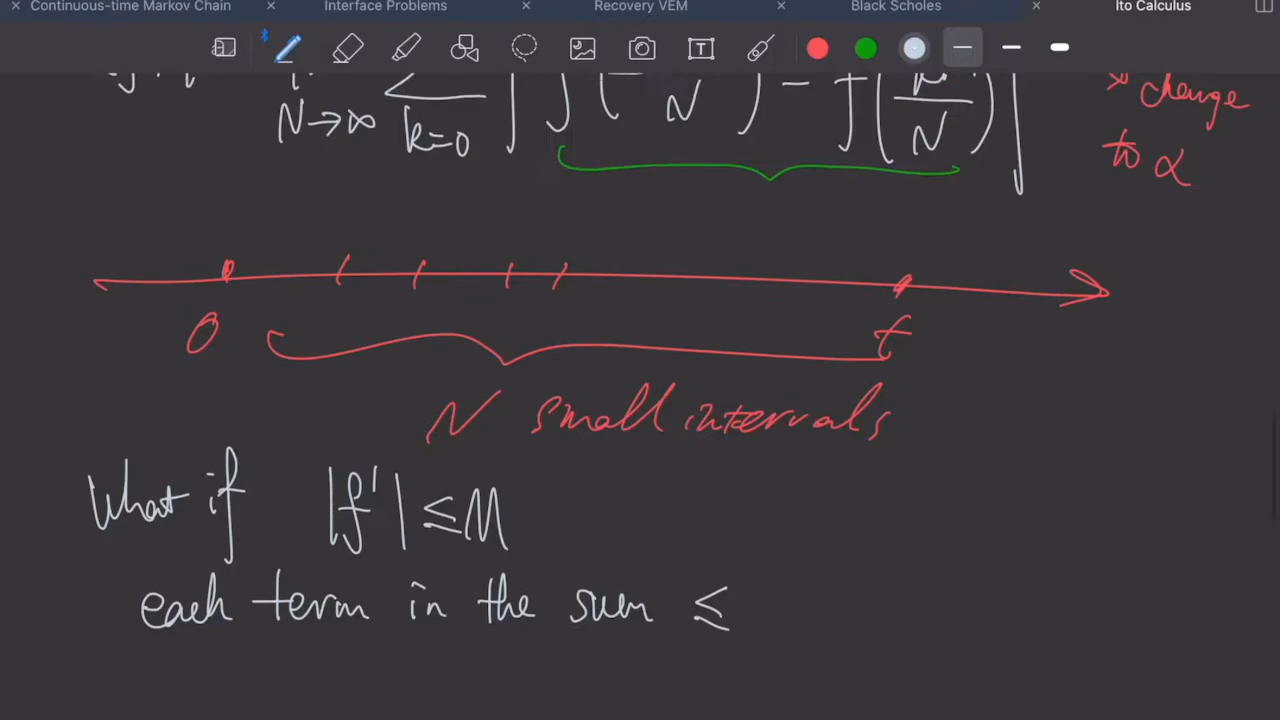 Continuous-time Markov Chain Interface Problems Recovery VEM Black Scholes Ito Calculus
T
N→∞ ∑ k=0 | f( N ) − f( N ) |
change
to α
0 t
N small intervals
What if |f'| ≤ M
each term in the sum ≤